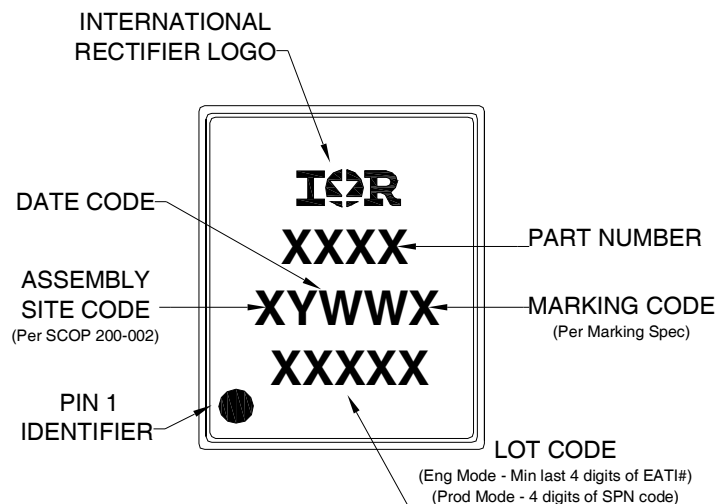 INTERNATIONAL
RECTIFIER LOGO
IOR
DATE CODE
XXXX
PART NUMBER
ASSEMBLY
SITE CODE
(Per SCOP 200-002)
XYWWX
MARKING CODE
(Per Marking Spec)
XXXXX
PIN 1
IDENTIFIER
LOT CODE
(Eng Mode - Min last 4 digits of EATI#)
(Prod Mode - 4 digits of SPN code)